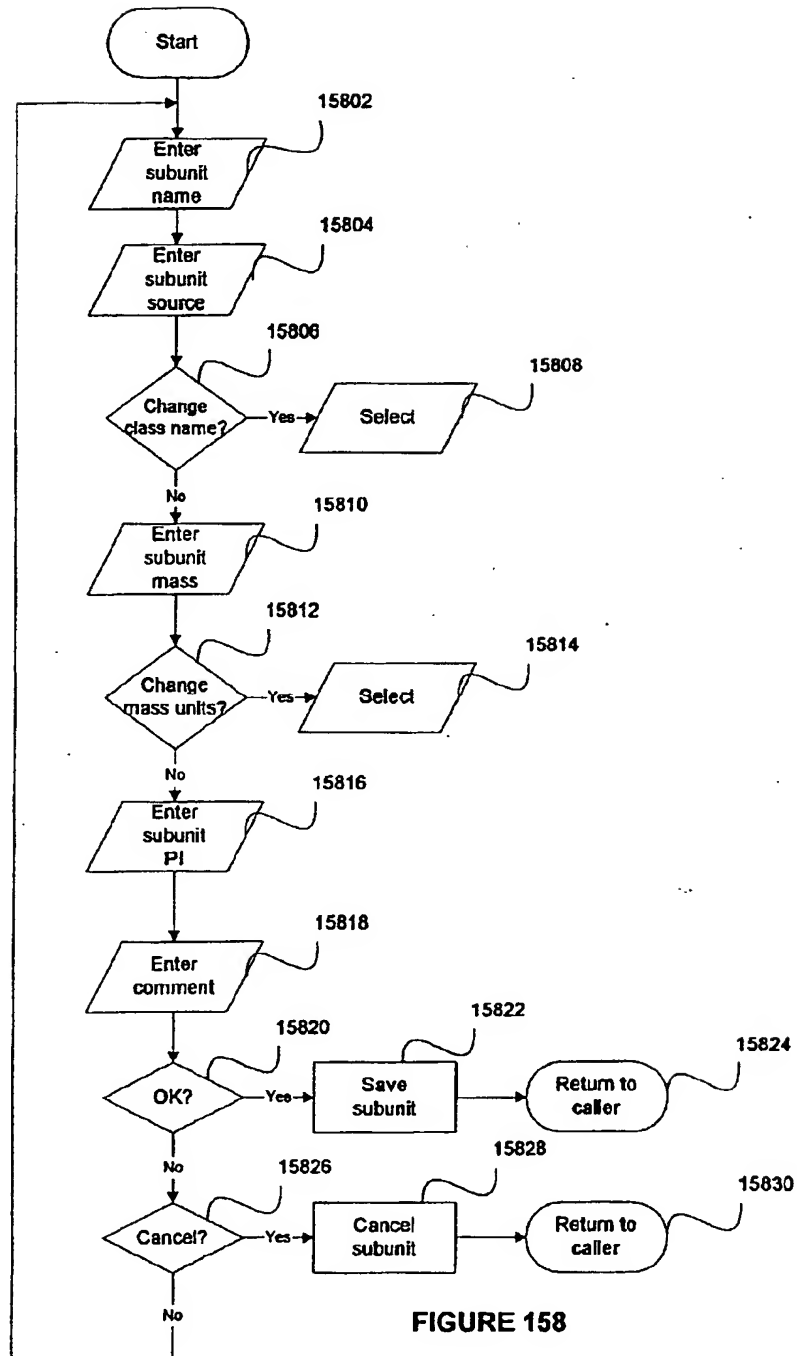 Start
15802
Enter
subunit
name
15804
Enter
subunit
source
15806
Change
class name?
Yes
15808
Select
No
15810
Enter
subunit
mass
15812
Change
mass units?
Yes
15814
Select
No
15816
Enter
subunit
PI
15818
Enter
comment
15820
OK?
Yes
15822
Save
subunit
15824
Return to
caller
No
15826
Cancel?
Yes
15828
Cancel
subunit
15830
Return to
caller
No
FIGURE 158